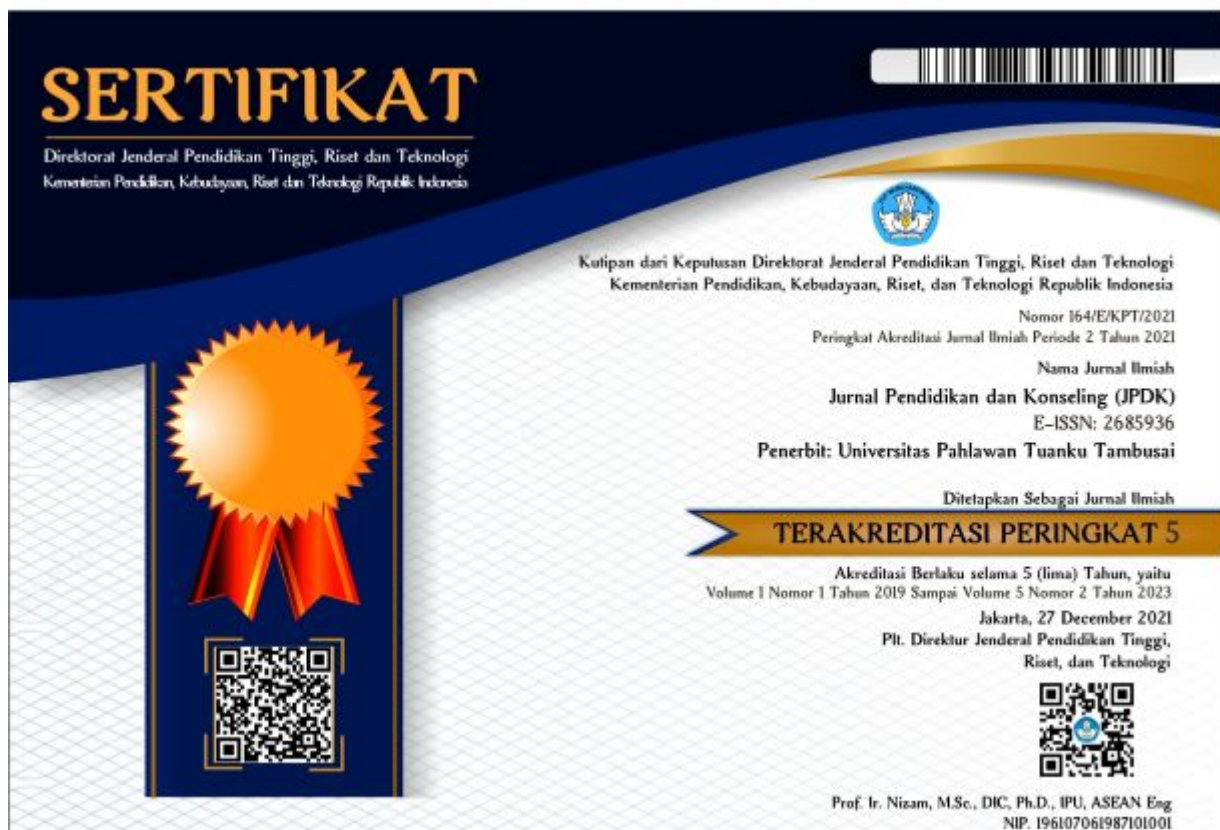 SERTIFIKAT
Direktorat Jenderal Pendidikan Tinggi, Riset dan Teknologi
Kementerian Pendidikan, Kebudayaan, Riset dan Teknologi Republik Indonesia
Kutipan dari Keputusan Direktorat Jenderal Pendidikan Tinggi, Riset dan Teknologi
Kementerian Pendidikan, Kebudayaan, Riset, dan Teknologi Republik Indonesia
Nomor 164/E/KPT/2021
Peringkat Akreditasi Jurnal Ilmiah Periode 2 Tahun 2021
Nama Jurnal Ilmiah
Jurnal Pendidikan dan Konseling (JPDK)
E-ISSN: 2685936
Penerbit: Universitas Pahlawan Tuanku Tambusai
Ditetapkan Sebagai Jurnal Ilmiah
TERAKREDITASI PERINGKAT 5
Akreditasi Berlaku selama 5 (lima) Tahun, yaitu
Volume 1 Nomor 1 Tahun 2019 Sampai Volume 5 Nomor 2 Tahun 2023
Jakarta, 27 December 2021
Plt. Direktur Jenderal Pendidikan Tinggi,
Riset, dan Teknologi
Prof. Ir. Nizam, M.Sc., DIC, Ph.D., IPU, ASEAN Eng
NIP. 196107061987101001